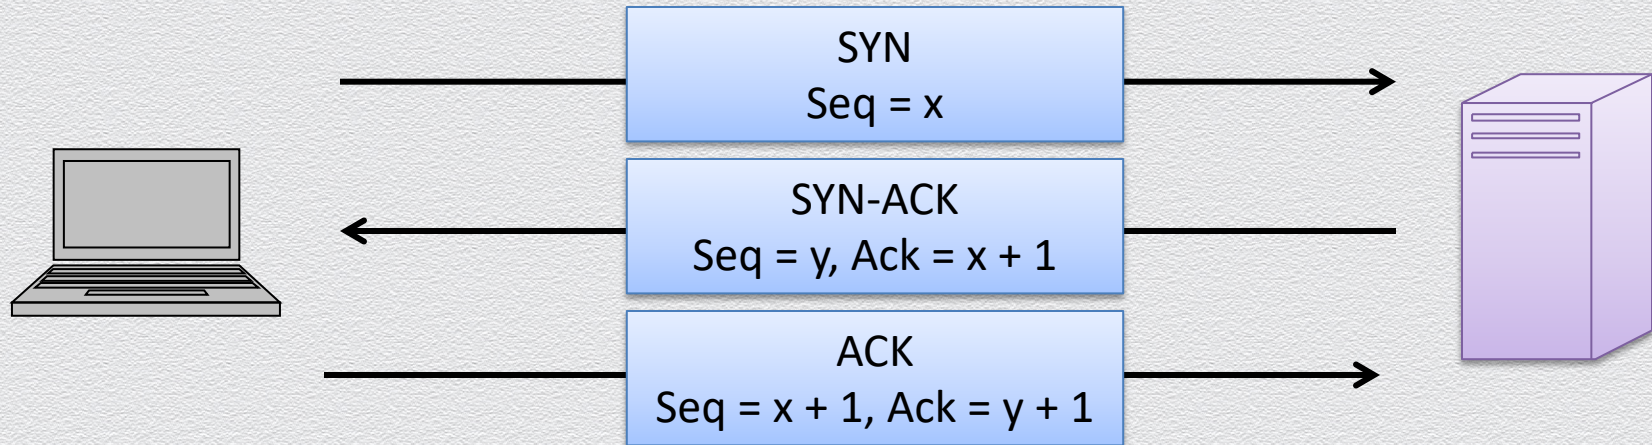 SYN
Seq = x
SYN-ACK
Seq = y, Ack = x + 1
ACK
Seq = x + 1, Ack = y + 1